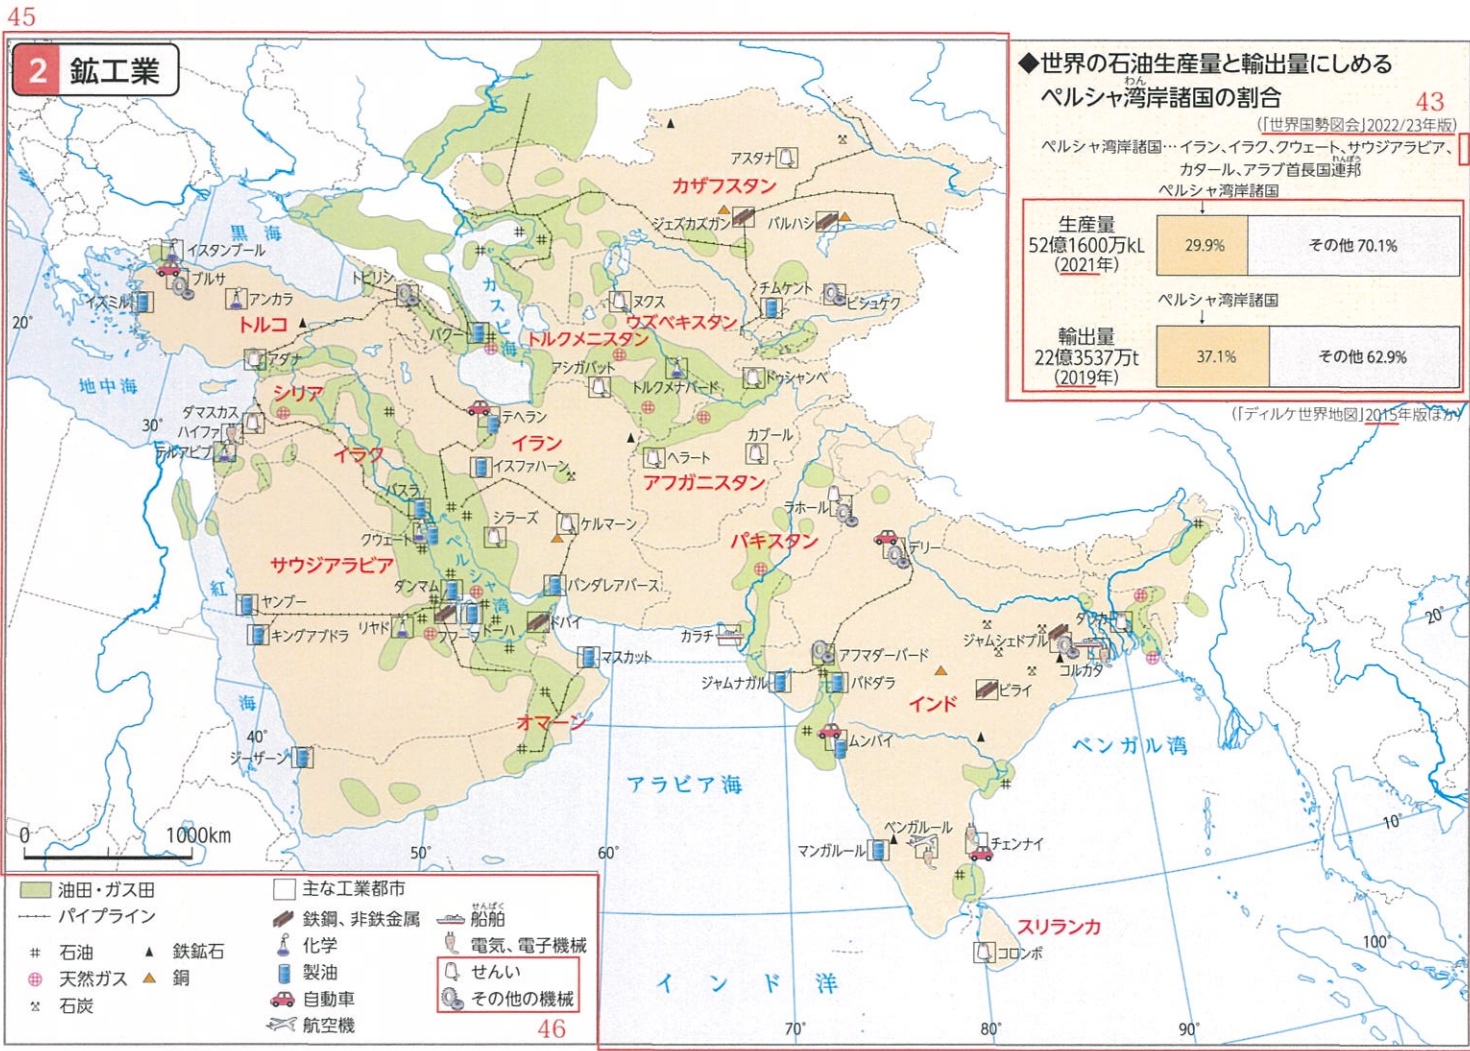 45
2 鉱工業
◆世界の石油生産量と輸出量にしめる
ペルシャ湾岸諸国の割合
わん
43
(「世界国勢図会」2022/23年版)
ペルシャ湾岸諸国…イラン、イラク、クウェート、サウジアラビア、
カタール、アラブ首長国連邦
れんぽう
ペルシャ湾岸諸国
生産量
52億1600万kL
(2021年)
29.9%
その他 70.1%
ペルシャ湾岸諸国
輸出量
22億3537万t
(2019年)
37.1%
その他 62.9%
(「ディルケ世界地図」2015年版ほか)
アスタナ
カザフスタン
ジェズカズガン
バルハシ
黒海
イスタンブール
ブルサ
イズミル
アンカラ
トルコ
アダナ
トビリシ
バクー
カスピ海
ヌクス
チムケント
ビシュケク
ウズベキスタン
トルクメニスタン
アシガバット
トルクメナバード
ドゥシャンベ
20°
地中海
シリア
ダマスカス
ハイファ
テルアビブ
30°
テヘラン
イラン
イラク
イスファハーン
ヘラート
カブール
アフガニスタン
バスラ
クウェート
シラーズ
ケルマーン
ラホール
パキスタン
デリー
サウジアラビア
ペルシャ湾
ダンマム
バンダレアバース
紅海
ヤンブー
キングアブドラ
リヤド
フフーフ
ドーハ
ドバイ
マスカット
カラチ
アフマダーバード
ジャムナガル
バドダラ
ジャムシェドプル
ダッカ
コルカタ
20°
ビライ
インド
オマーン
40°
ジーザーン
ムンバイ
ベンガル湾
アラビア海
0
1000km
50°
60°
ベンガルール
マンガルール
チェンナイ
10°
スリランカ
コロンボ
100°
インド洋
70°
80°
90°
油田・ガス田
パイプライン
石油
天然ガス
石炭
鉄鉱石
銅
主な工業都市
鉄鋼、非鉄金属
化学
製油
自動車
航空機
せんぱく
船舶
電気、電子機械
せんい
その他の機械
46